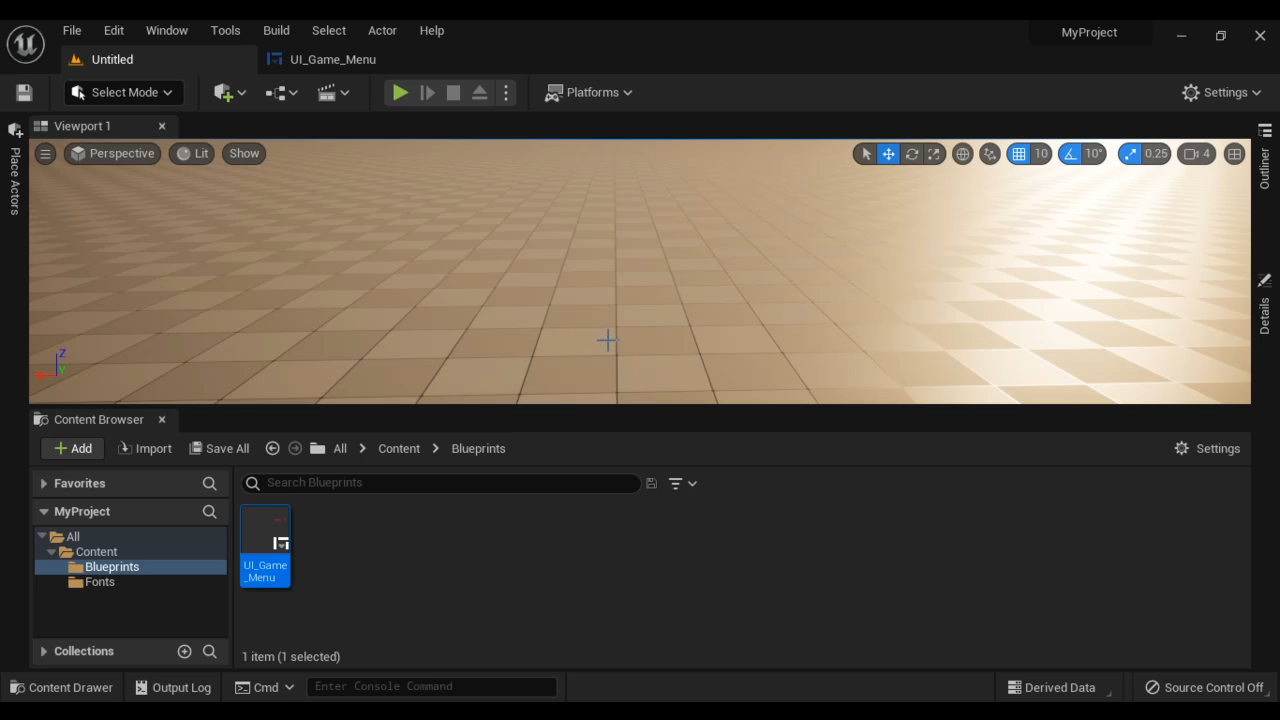 File Edit Window Tools Build Select Actor Help
MyProject
Untitled
UI_Game_Menu
Select Mode
Platforms
Settings
Viewport 1
Place Actors
Perspective
Lit
Show
10
10°
0.25
4
Outliner
Details
Z
Y
Content Browser
Add
Import
Save All
All
Content
Blueprints
Settings
Favorites
Search Blueprints
MyProject
All
Content
Blueprints
Fonts
UI_Game
_Menu
Collections
1 item (1 selected)
Content Drawer
Output Log
Cmd
Enter Console Command
Derived Data
Source Control Off